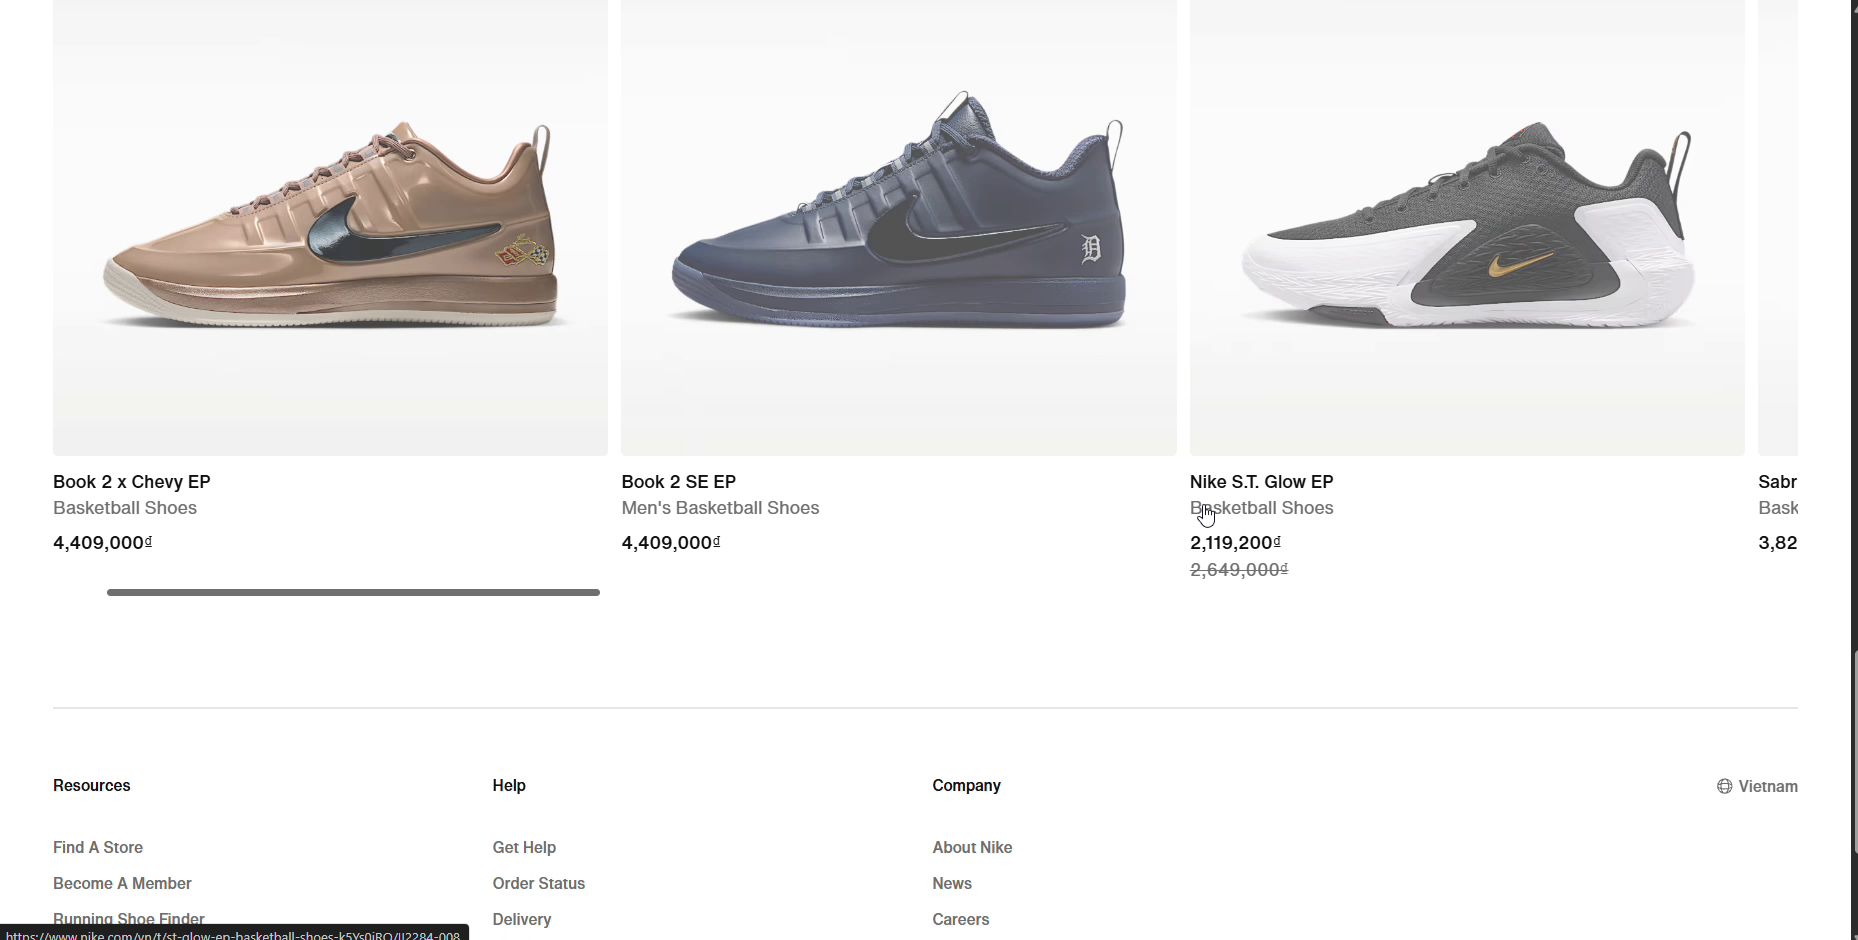 Book 2 x Chevy EP
Basketball Shoes
4,409,000₫
Book 2 SE EP
Men's Basketball Shoes
4,409,000₫
Nike S.T. Glow EP
Basketball Shoes
2,119,200₫
2,649,000₫
Sabr
Bask
3,82
Resources
Find A Store
Become A Member
Running Shoe Finder
Help
Get Help
Order Status
Delivery
Company
About Nike
News
Careers
Vietnam